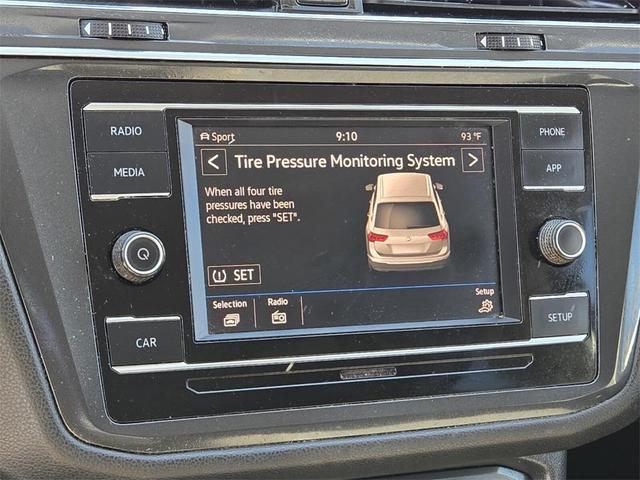 RADIO
MEDIA
CAR
Sport 9:10 93 °F
< Tire Pressure Monitoring System >
When all four tire
pressures have been
checked, press "SET".
SET
Selection Radio Setup
PHONE
APP
SETUP